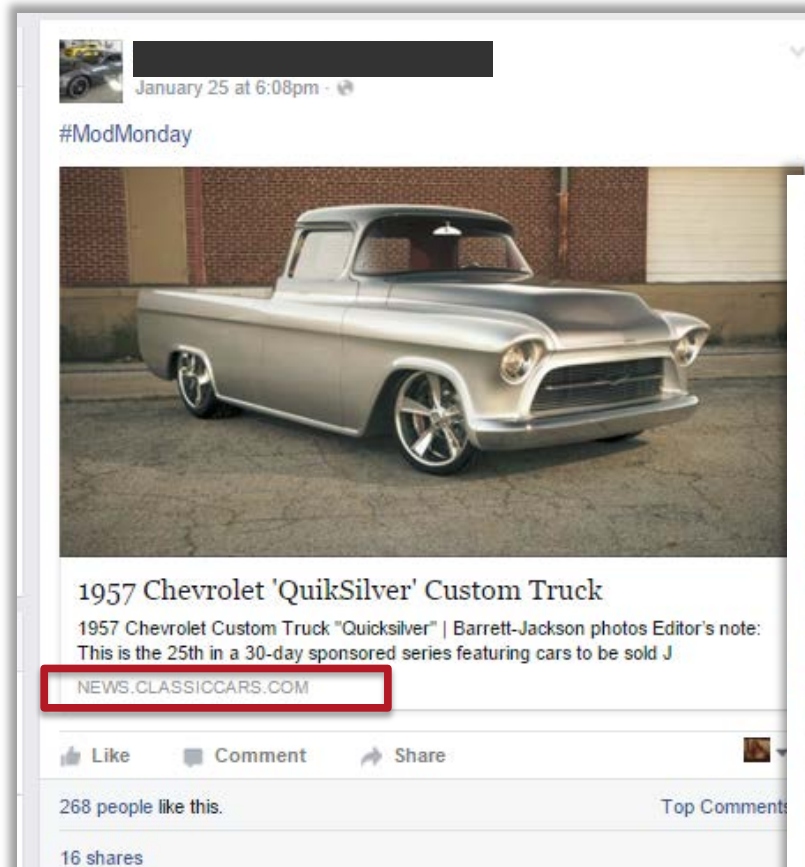 January 25 at 6:08pm ·
#ModMonday
1957 Chevrolet 'QuikSilver' Custom Truck
1957 Chevrolet Custom Truck "Quicksilver" | Barrett-Jackson photos Editor's note:
This is the 25th in a 30-day sponsored series featuring cars to be sold J
NEWS.CLASSICCARS.COM
Like Comment Share
268 people like this. Top Comments
16 shares